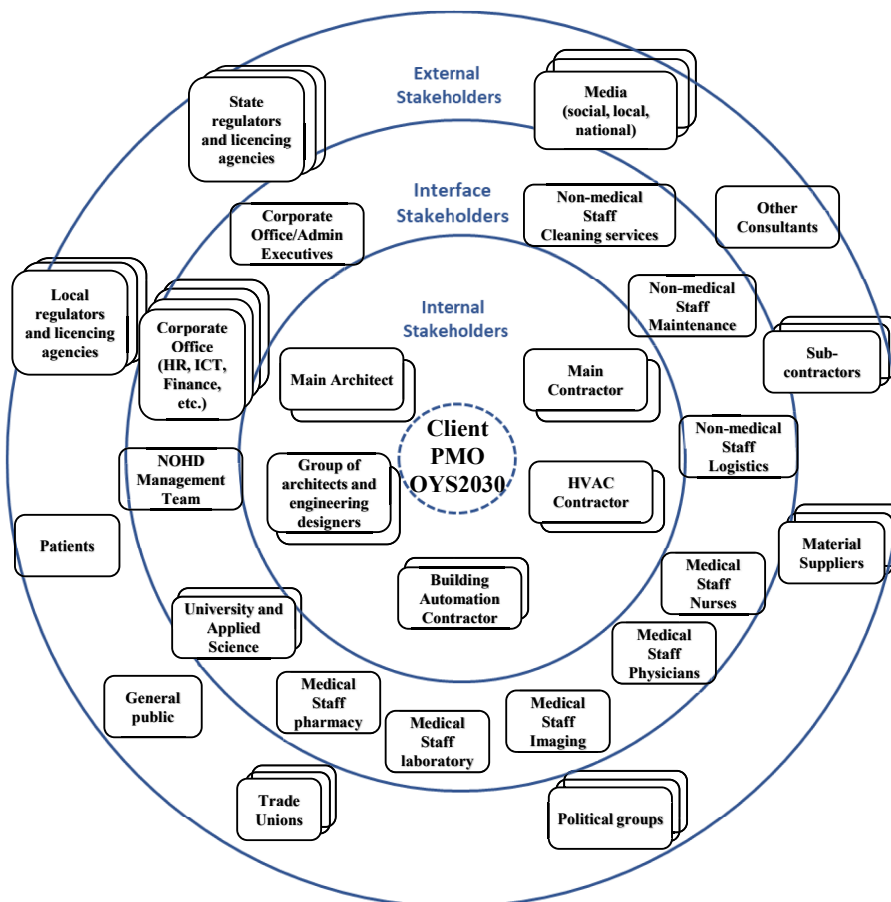 External
Stakeholders
State
regulators
and licencing
agencies
Media
(social, local,
national)
Interface
Stakeholders
Corporate
Office/Admin
Executives
Non-medical
Staff
Cleaning services
Other
Consultants
Local
regulators
and licencing
agencies
Corporate
Office
(HR, ICT,
Finance,
etc.)
Internal
Stakeholders
Non-medical
Staff
Maintenance
Sub-
contractors
Main Architect
Main
Contractor
Client
PMO
OYS2030
Non-medical
Staff
Logistics
NOHD
Management
Team
Group of
architects and
engineering
designers
HVAC
Contractor
Patients
Material
Suppliers
University and
Applied
Science
Building
Automation
Contractor
Medical
Staff
Nurses
Medical
Staff
Physicians
General
public
Medical
Staff
pharmacy
Medical
Staff
laboratory
Medical
Staff
Imaging
Trade
Unions
Political groups